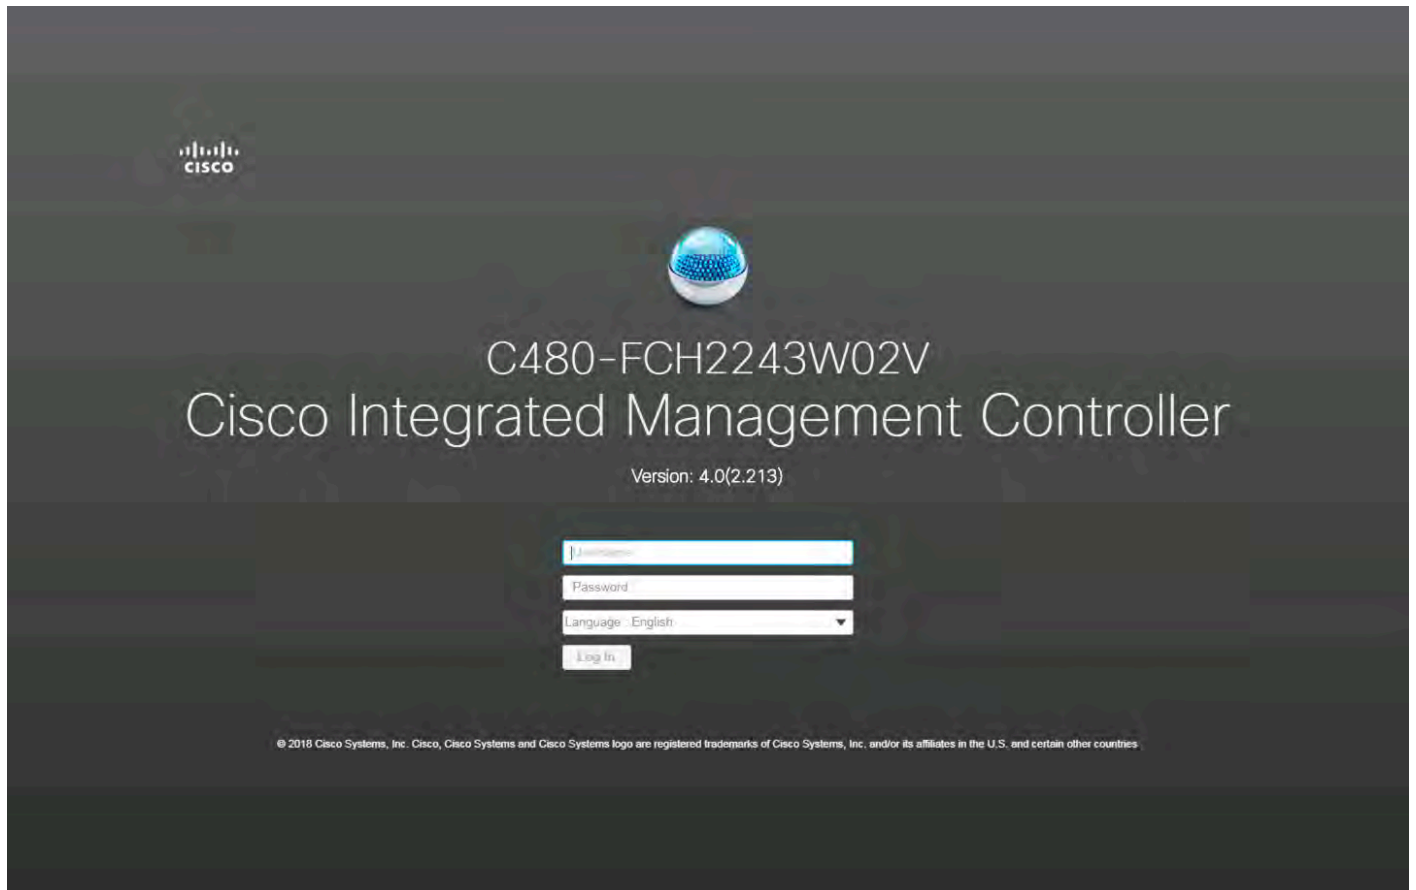 CISCO
C480-FCH2243W02V
Cisco Integrated Management Controller
Version: 4.0(2.213)
Username
Password
Language English
Log In
© 2018 Cisco Systems, Inc. Cisco, Cisco Systems and Cisco Systems logo are registered trademarks of Cisco Systems, Inc. and/or its affiliates in the U.S. and certain other countries